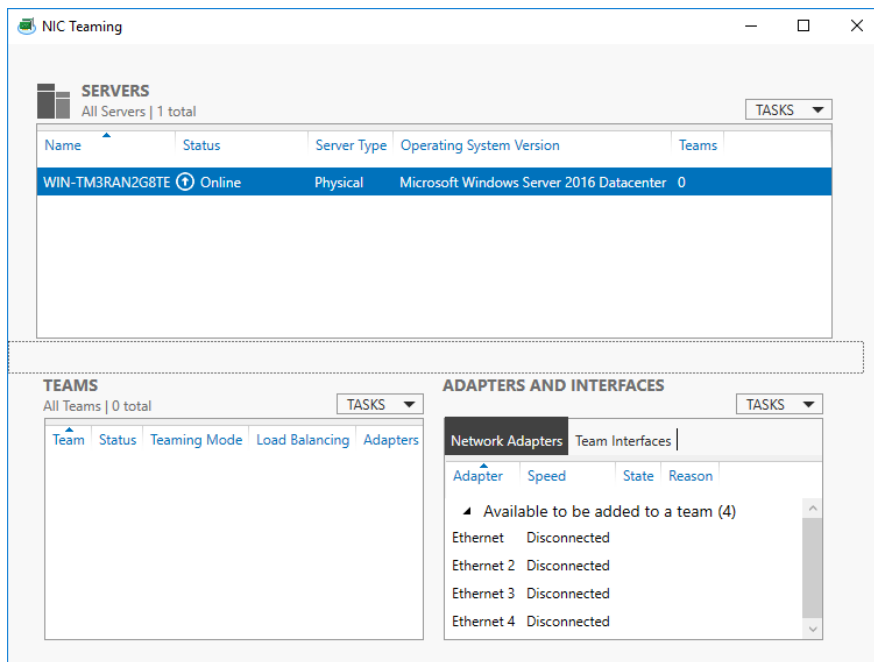 NIC Teaming
SERVERS
All Servers | 1 total
TASKS
Name Status Server Type Operating System Version Teams
WIN-TM3RAN2G8TE Online Physical Microsoft Windows Server 2016 Datacenter 0
TEAMS
All Teams | 0 total
TASKS
Team Status Teaming Mode Load Balancing Adapters
ADAPTERS AND INTERFACES
TASKS
Network Adapters Team Interfaces
Adapter Speed State Reason
Available to be added to a team (4)
Ethernet Disconnected
Ethernet 2 Disconnected
Ethernet 3 Disconnected
Ethernet 4 Disconnected